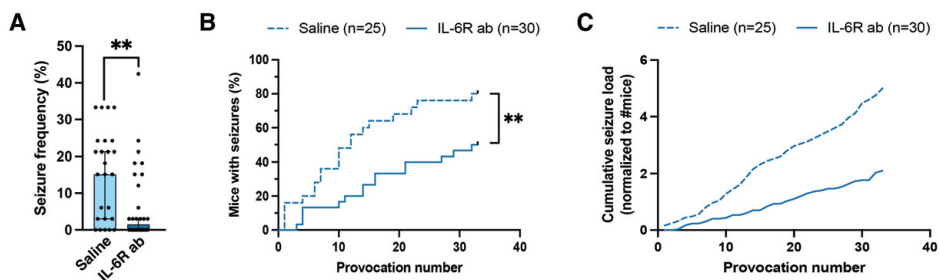 A
Seizure frequency (%)
50
40
30
20
10
0
**
Saline
IL-6R ab
B
Saline (n=25) IL-6R ab (n=30)
Mice with seizures (%)
100
80
60
40
20
0
**
0 10 20 30 40
Provocation number
C
Saline (n=25) IL-6R ab (n=30)
Cumulative seizure load
(normalized to #mice)
6
4
2
0
0 10 20 30 40
Provocation number